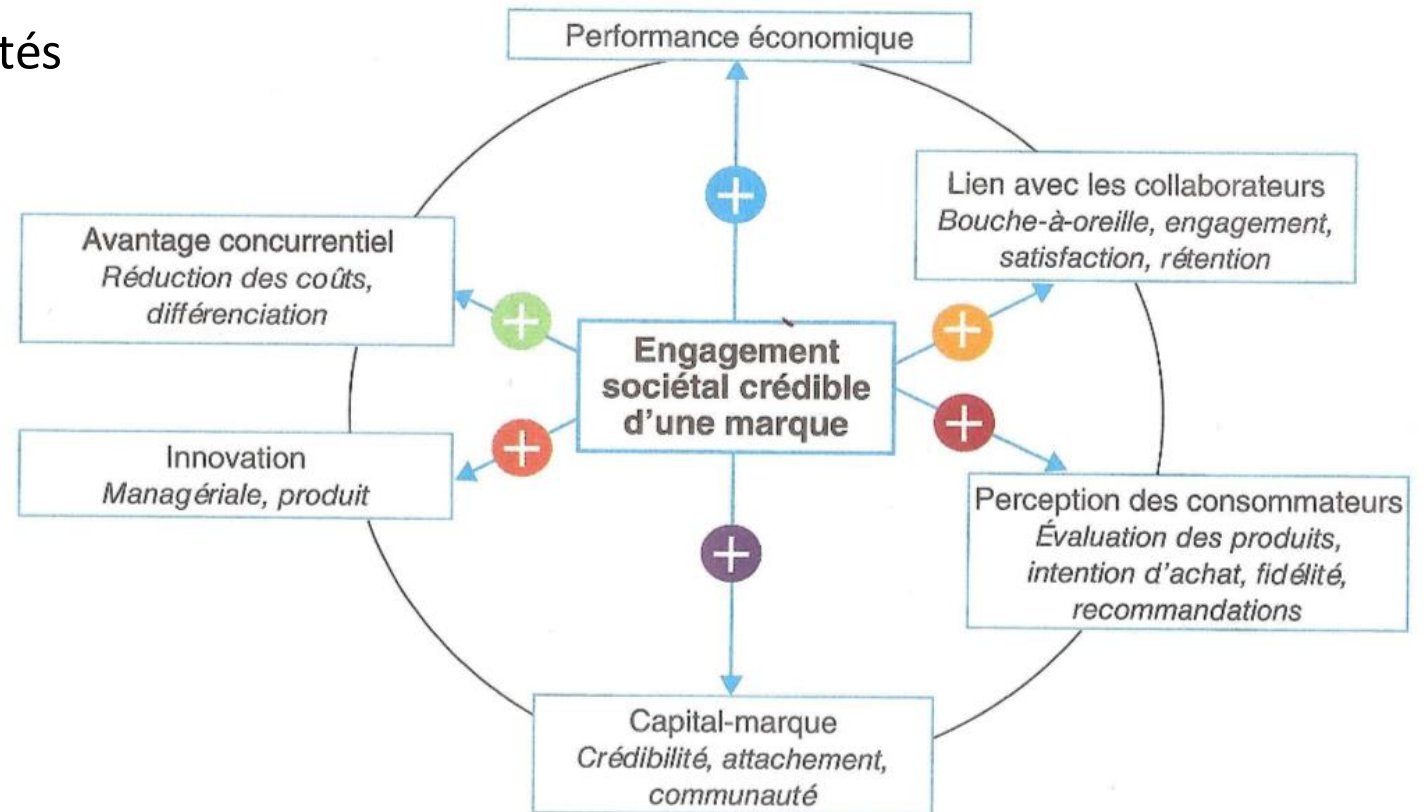 tés
Performance économique
Lien avec les collaborateurs
Bouche-à-oreille, engagement,
satisfaction, rétention
Avantage concurrentiel
Réduction des coûts,
différenciation
Engagement
sociétal crédible
d'une marque
Innovation
Managériale, produit
Perception des consommateurs
Évaluation des produits,
intention d'achat, fidélité,
recommandations
Capital-marque
Crédibilité, attachement,
communauté